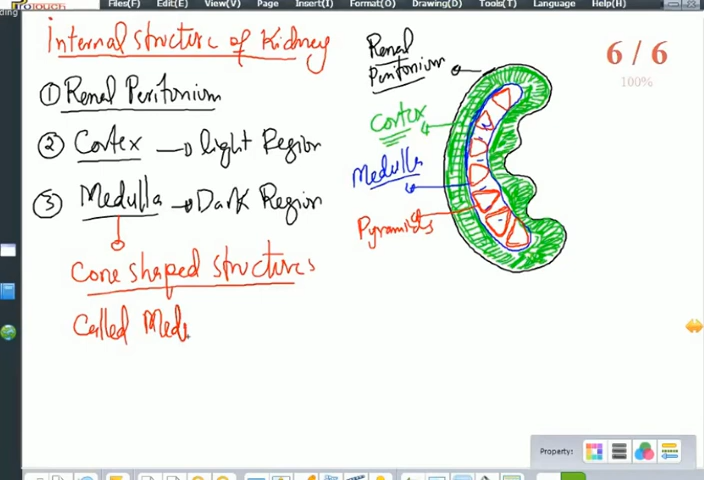 Files(F) Edit(E) View(V) Page Insert(I) Format(O) Drawing(D) Tools(T) Language Help(H)
Internal structure of Kidney
① Renal Peritonium
② Cortex → light Region
③ Medulla → Dark Region
Cone shaped structures
Called Medu
Renal
Peritonium
Cortex
Medulla
Pyramids
6 / 6
100%
Property: